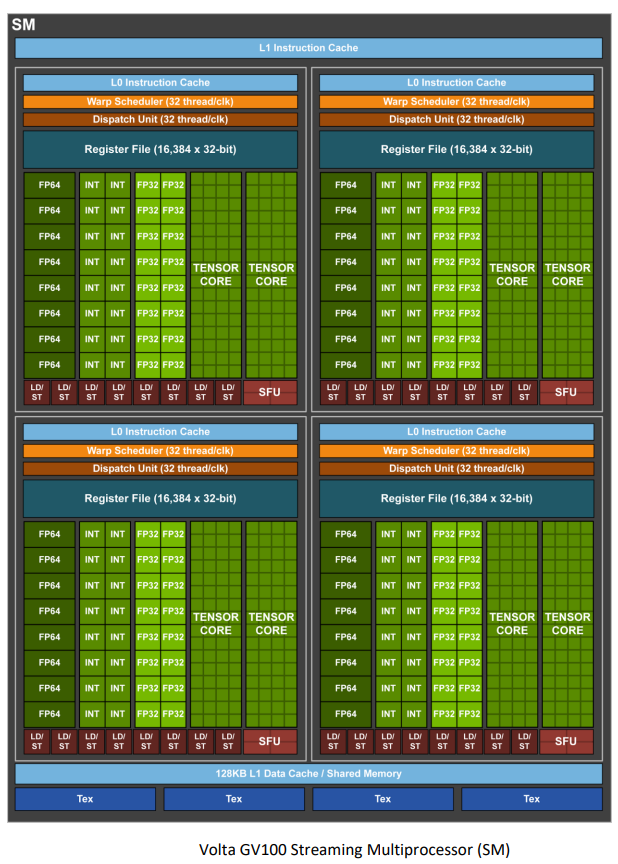 SM
L1 Instruction Cache
L0 Instruction Cache
Warp Scheduler (32 thread/clk)
Dispatch Unit (32 thread/clk)
Register File (16,384 x 32-bit)
FP64 INT INT FP32 FP32
FP64 INT INT FP32 FP32
FP64 INT INT FP32 FP32
FP64 INT INT FP32 FP32
FP64 INT INT FP32 FP32
FP64 INT INT FP32 FP32
FP64 INT INT FP32 FP32
FP64 INT INT FP32 FP32
TENSOR TENSOR
CORE CORE
LD/ LD/ LD/ LD/ LD/ LD/ LD/ LD/ SFU
ST ST ST ST ST ST ST ST
L0 Instruction Cache
Warp Scheduler (32 thread/clk)
Dispatch Unit (32 thread/clk)
Register File (16,384 x 32-bit)
FP64 INT INT FP32 FP32
FP64 INT INT FP32 FP32
FP64 INT INT FP32 FP32
FP64 INT INT FP32 FP32
FP64 INT INT FP32 FP32
FP64 INT INT FP32 FP32
FP64 INT INT FP32 FP32
FP64 INT INT FP32 FP32
TENSOR TENSOR
CORE CORE
LD/ LD/ LD/ LD/ LD/ LD/ LD/ LD/ SFU
ST ST ST ST ST ST ST ST
L0 Instruction Cache
Warp Scheduler (32 thread/clk)
Dispatch Unit (32 thread/clk)
Register File (16,384 x 32-bit)
FP64 INT INT FP32 FP32
FP64 INT INT FP32 FP32
FP64 INT INT FP32 FP32
FP64 INT INT FP32 FP32
FP64 INT INT FP32 FP32
FP64 INT INT FP32 FP32
FP64 INT INT FP32 FP32
FP64 INT INT FP32 FP32
TENSOR TENSOR
CORE CORE
LD/ LD/ LD/ LD/ LD/ LD/ LD/ LD/ SFU
ST ST ST ST ST ST ST ST
L0 Instruction Cache
Warp Scheduler (32 thread/clk)
Dispatch Unit (32 thread/clk)
Register File (16,384 x 32-bit)
FP64 INT INT FP32 FP32
FP64 INT INT FP32 FP32
FP64 INT INT FP32 FP32
FP64 INT INT FP32 FP32
FP64 INT INT FP32 FP32
FP64 INT INT FP32 FP32
FP64 INT INT FP32 FP32
FP64 INT INT FP32 FP32
TENSOR TENSOR
CORE CORE
LD/ LD/ LD/ LD/ LD/ LD/ LD/ LD/ SFU
ST ST ST ST ST ST ST ST
128KB L1 Data Cache / Shared Memory
Tex Tex Tex Tex
Volta GV100 Streaming Multiprocessor (SM)